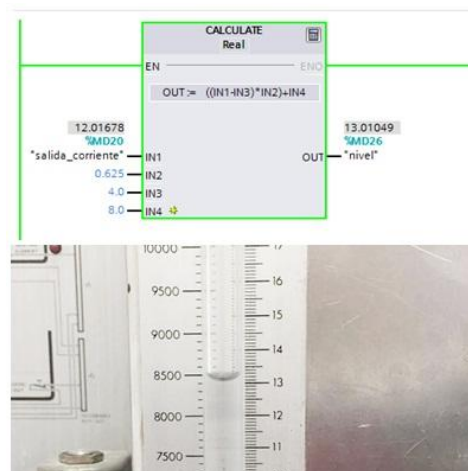 CALCULATE
Real
EN
ENO
OUT := ((IN1-IN3)*IN2)+IN4
12.01678
%MD20
"salida_corriente"
IN1
0.625
IN2
4.0
IN3
8.0
IN4
13.01049
%MD26
OUT
"nivel"
10000
17
9500
16
15
9000
14
8500
13
8000
12
11
7500